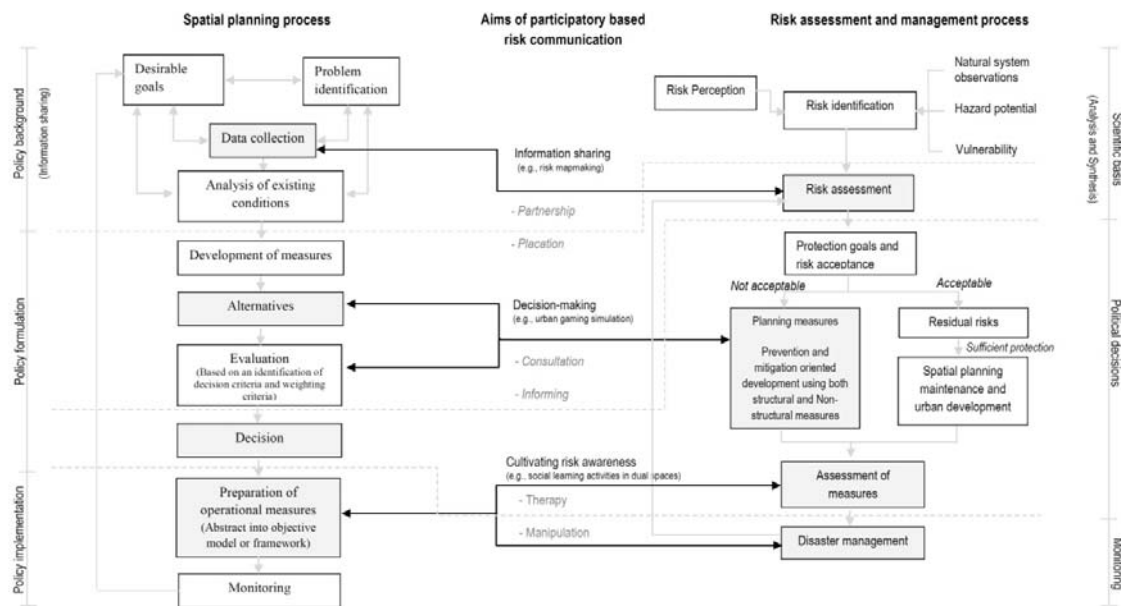 Spatial planning process
Aims of participatory based
risk communication
Risk assessment and management process
Policy background
(Information sharing)
Policy formulation
Policy implementation
Desirable
goals
Problem
identification
Data collection
Analysis of existing
conditions
Development of measures
Alternatives
Evaluation
(Based on an identification of
decision criteria and weighting
criteria)
Decision
Preparation of
operational measures
(Abstract into objective
model or framework)
Monitoring
Information sharing
(e.g., risk mapmaking)
- Partnership
- Placation
Decision-making
(e.g., urban gaming simulation)
- Consultation
- Informing
Cultivating risk awareness
(e.g., social learning activities in dual spaces)
- Therapy
- Manipulation
Risk Perception
Risk identification
Natural system
observations
Hazard potential
Vulnerability
Risk assessment
Protection goals and
risk acceptance
Not acceptable
Acceptable
Planning measures
Prevention and
mitigation oriented
development using both
structural and Non-
structural measures
Residual risks
Sufficient protection
Spatial planning
maintenance and
urban development
Assessment of
measures
Disaster management
Scientific basis
(Analysis and Synthesis)
Political decisions
Monitoring